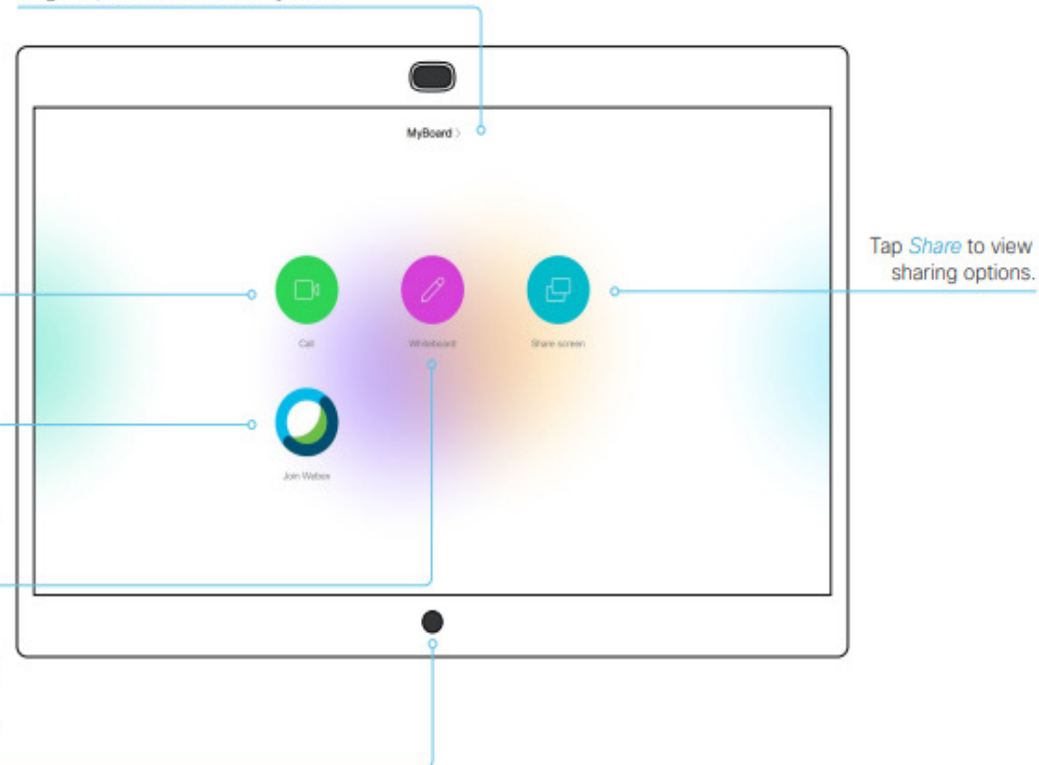 MyBoard >
Tap Share to view
sharing options.
Call
Whiteboard
Share screen
Join Webex